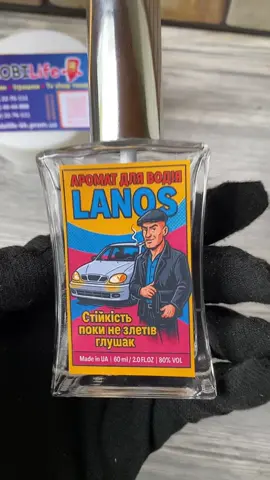 АРОМАТ ДЛЯ ВОДІЯ
LANOS
Стійкість
поки не злетів
глушак
Made in UA | 60 ml / 2.0 FL.OZ | 80% VOL